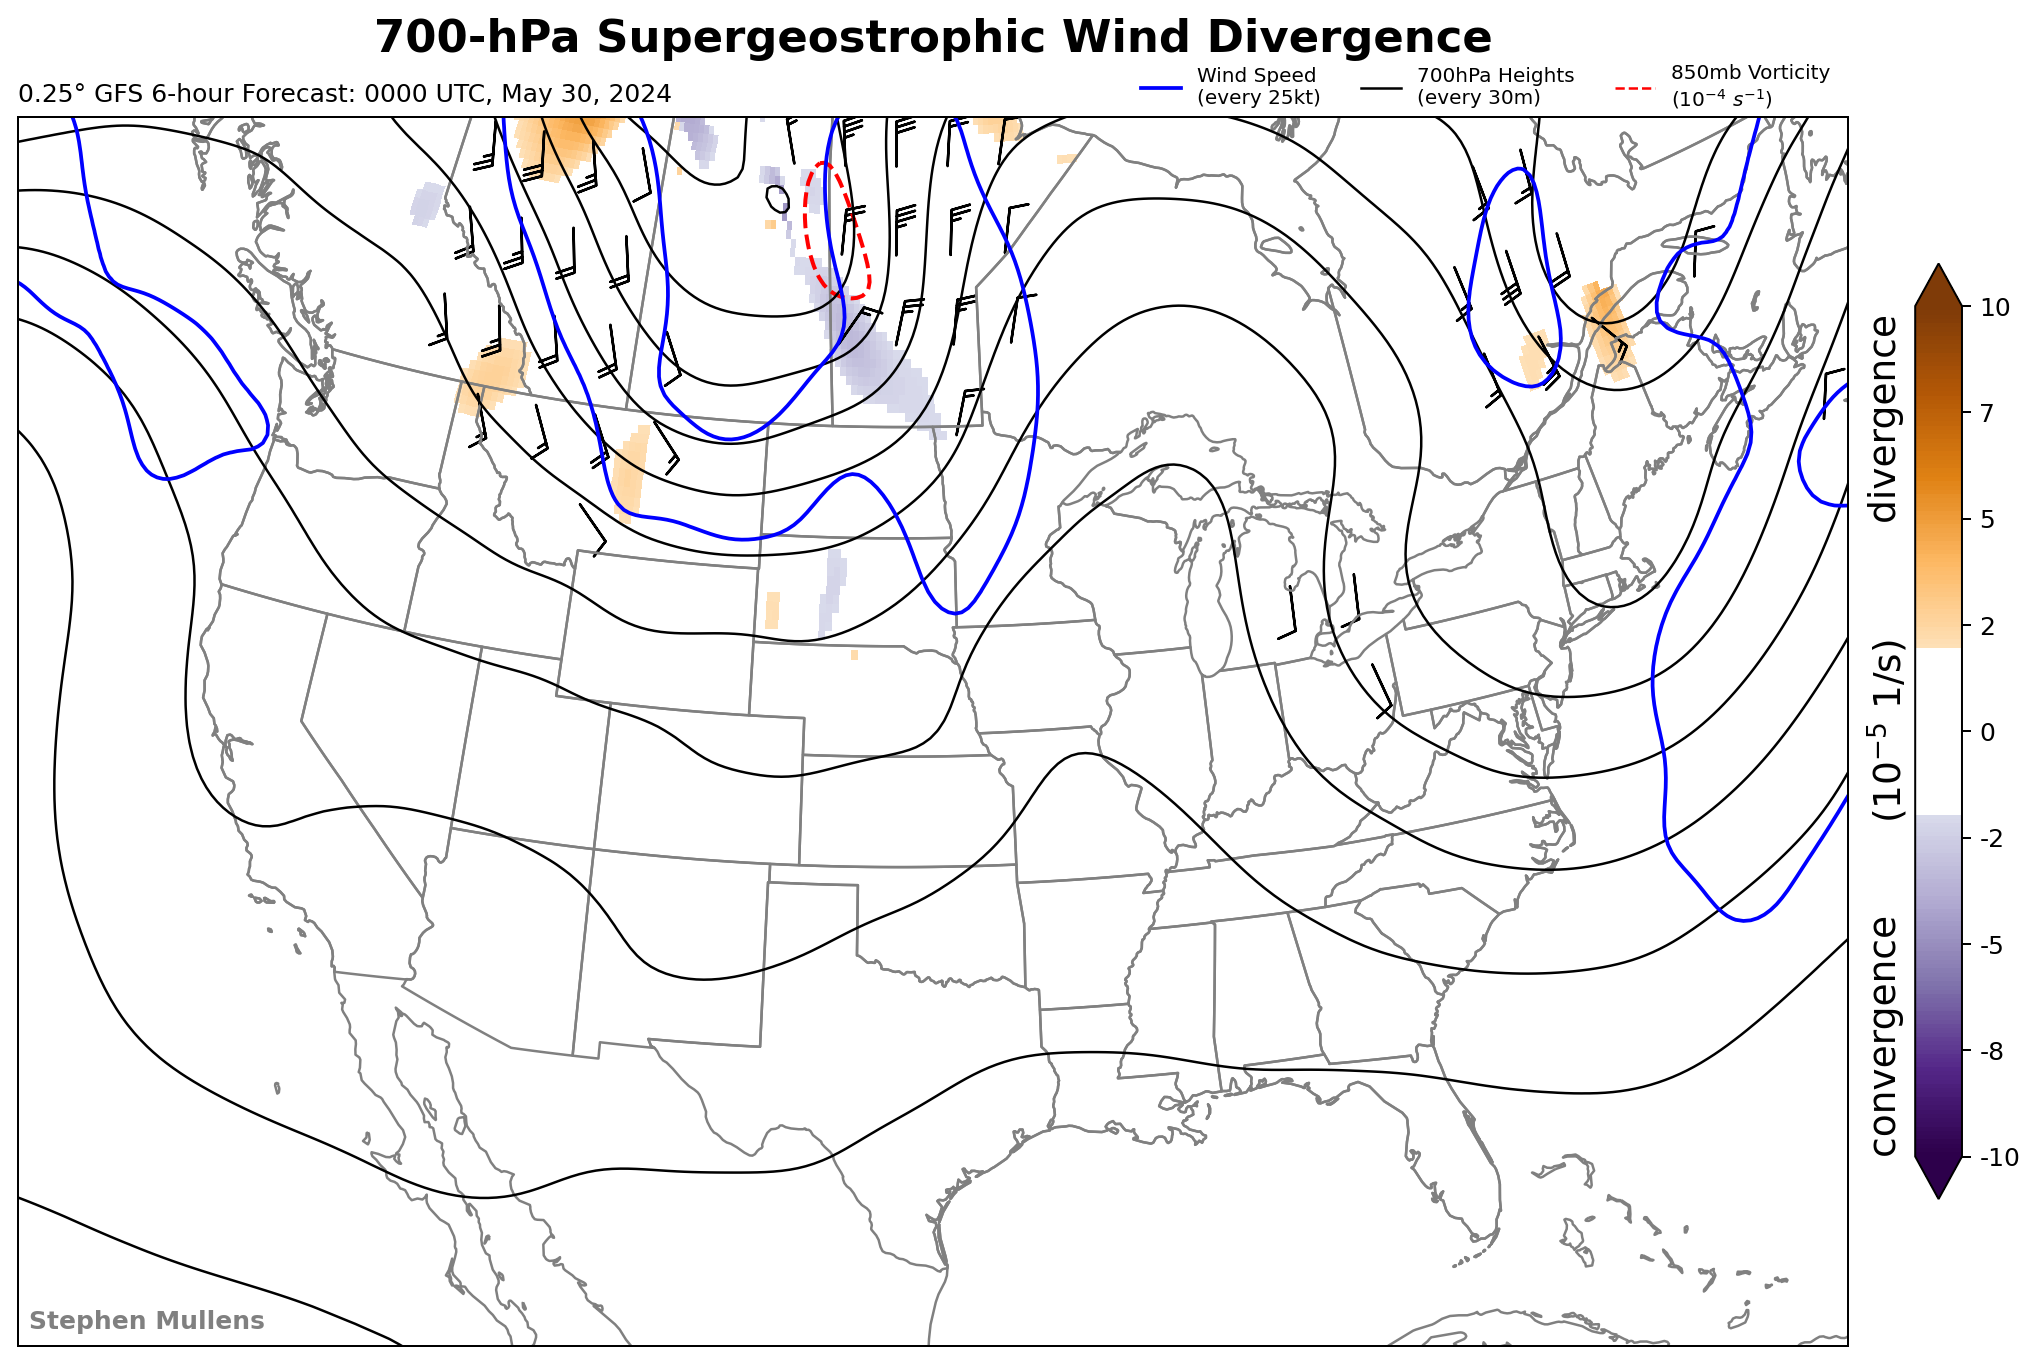 700-hPa Supergeostrophic Wind Divergence
0.25° GFS 6-hour Forecast: 0000 UTC, May 30, 2024
Wind Speed
(every 25kt)
700hPa Heights
(every 30m)
850mb Vorticity
(10⁻⁴ s⁻¹)
10
7
5
2
0
-2
-5
-8
-10
convergence (10⁻⁵ 1/s) divergence
Stephen Mullens